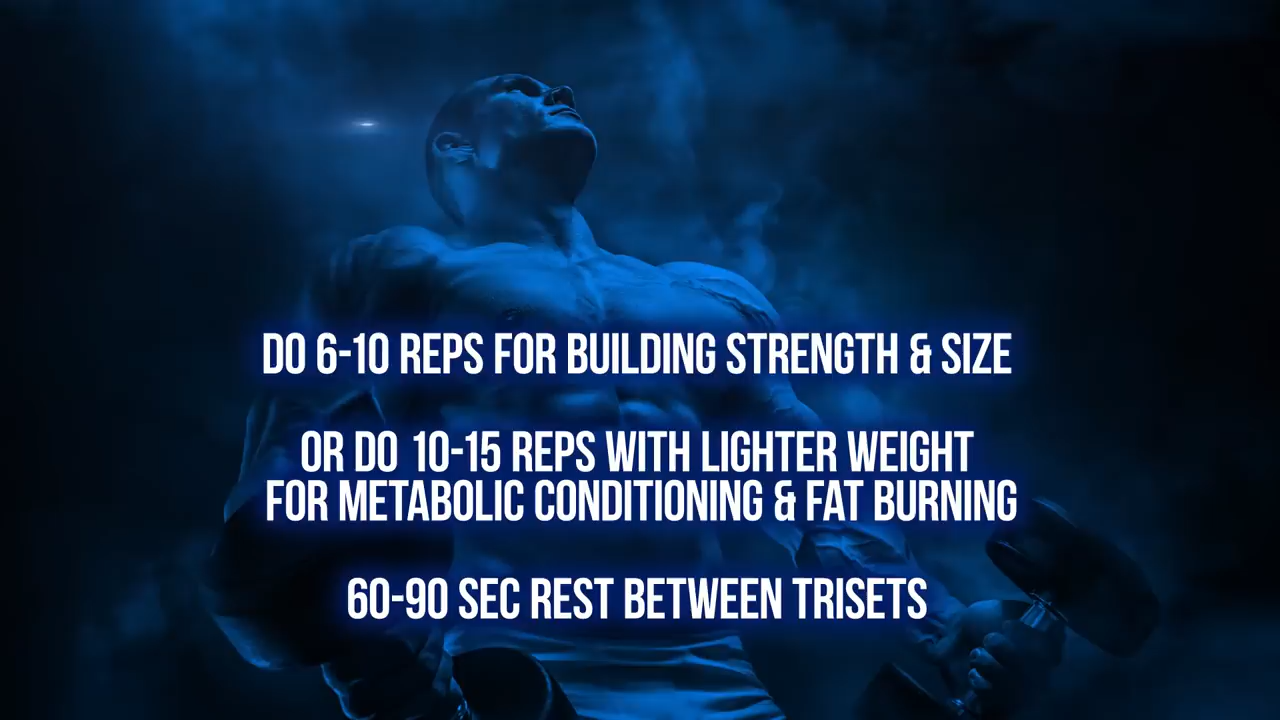 DO 6-10 REPS FOR BUILDING STRENGTH & SIZE
OR DO 10-15 REPS WITH LIGHTER WEIGHT
FOR METABOLIC CONDITIONING & FAT BURNING
60-90 SEC REST BETWEEN TRISETS